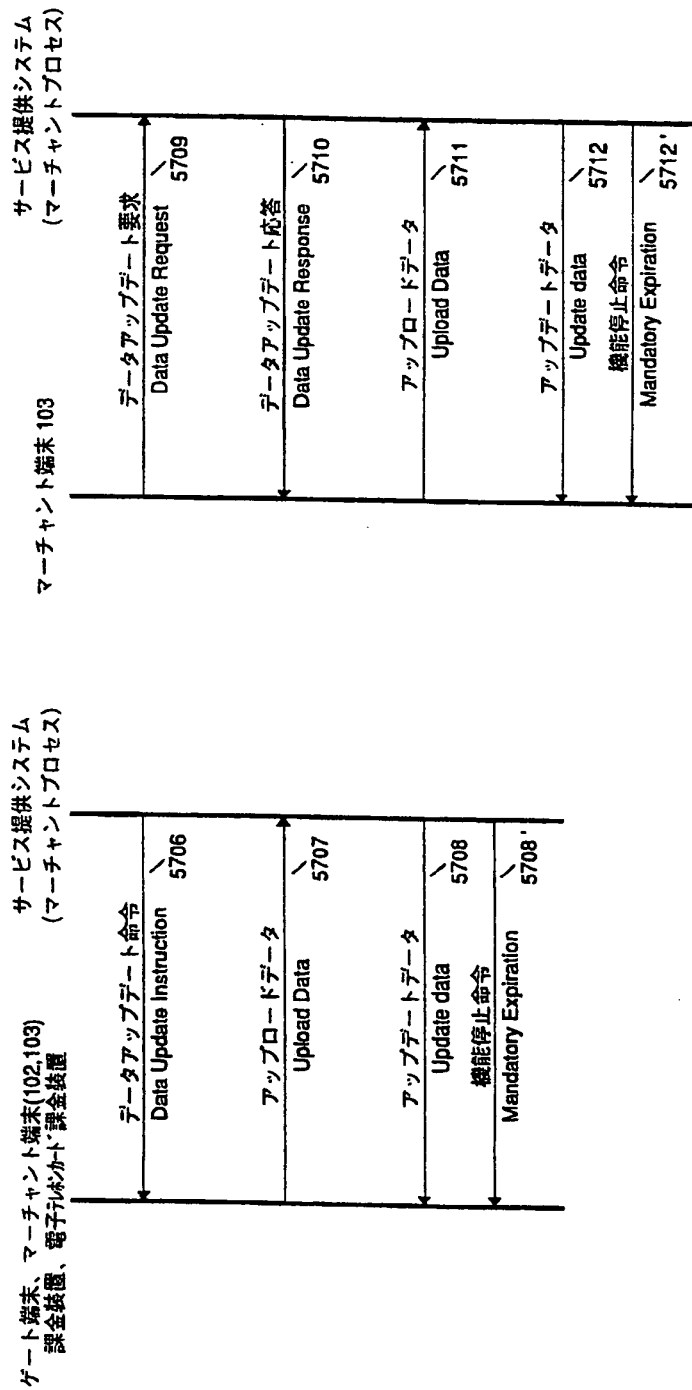 ゲート端末、マーチャント端末(102,103)
課金装置、電子テレホンカード課金装置
サービス提供システム
(マーチャントプロセス)
データアップデート命令
Data Update Instruction
5706
アップロードデータ
Upload Data
5707
アップデートデータ
Update data
5708
機能停止命令
Mandatory Expiration
5708'
マーチャント端末 103
サービス提供システム
(マーチャントプロセス)
データアップデート要求
Data Update Request
5709
データアップデート応答
Data Update Response
5710
アップロードデータ
Upload Data
5711
アップデートデータ
Update data
5712
機能停止命令
Mandatory Expiration
5712'